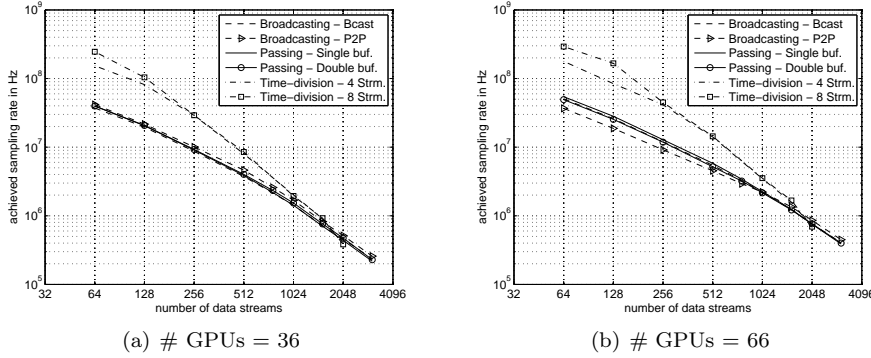 10^9
10^8
10^7
10^6
10^5
achieved sampling rate in Hz
Broadcasting − Bcast
Broadcasting − P2P
Passing − Single buf.
Passing − Double buf.
Time−division − 4 Strm.
Time−division − 8 Strm.
32 64 128 256 512 1024 2048 4096
number of data streams
(a) # GPUs = 36
10^9
10^8
10^7
10^6
10^5
achieved sampling rate in Hz
Broadcasting − Bcast
Broadcasting − P2P
Passing − Single buf.
Passing − Double buf.
Time−division − 4 Strm.
Time−division − 8 Strm.
32 64 128 256 512 1024 2048 4096
number of data streams
(b) # GPUs = 66